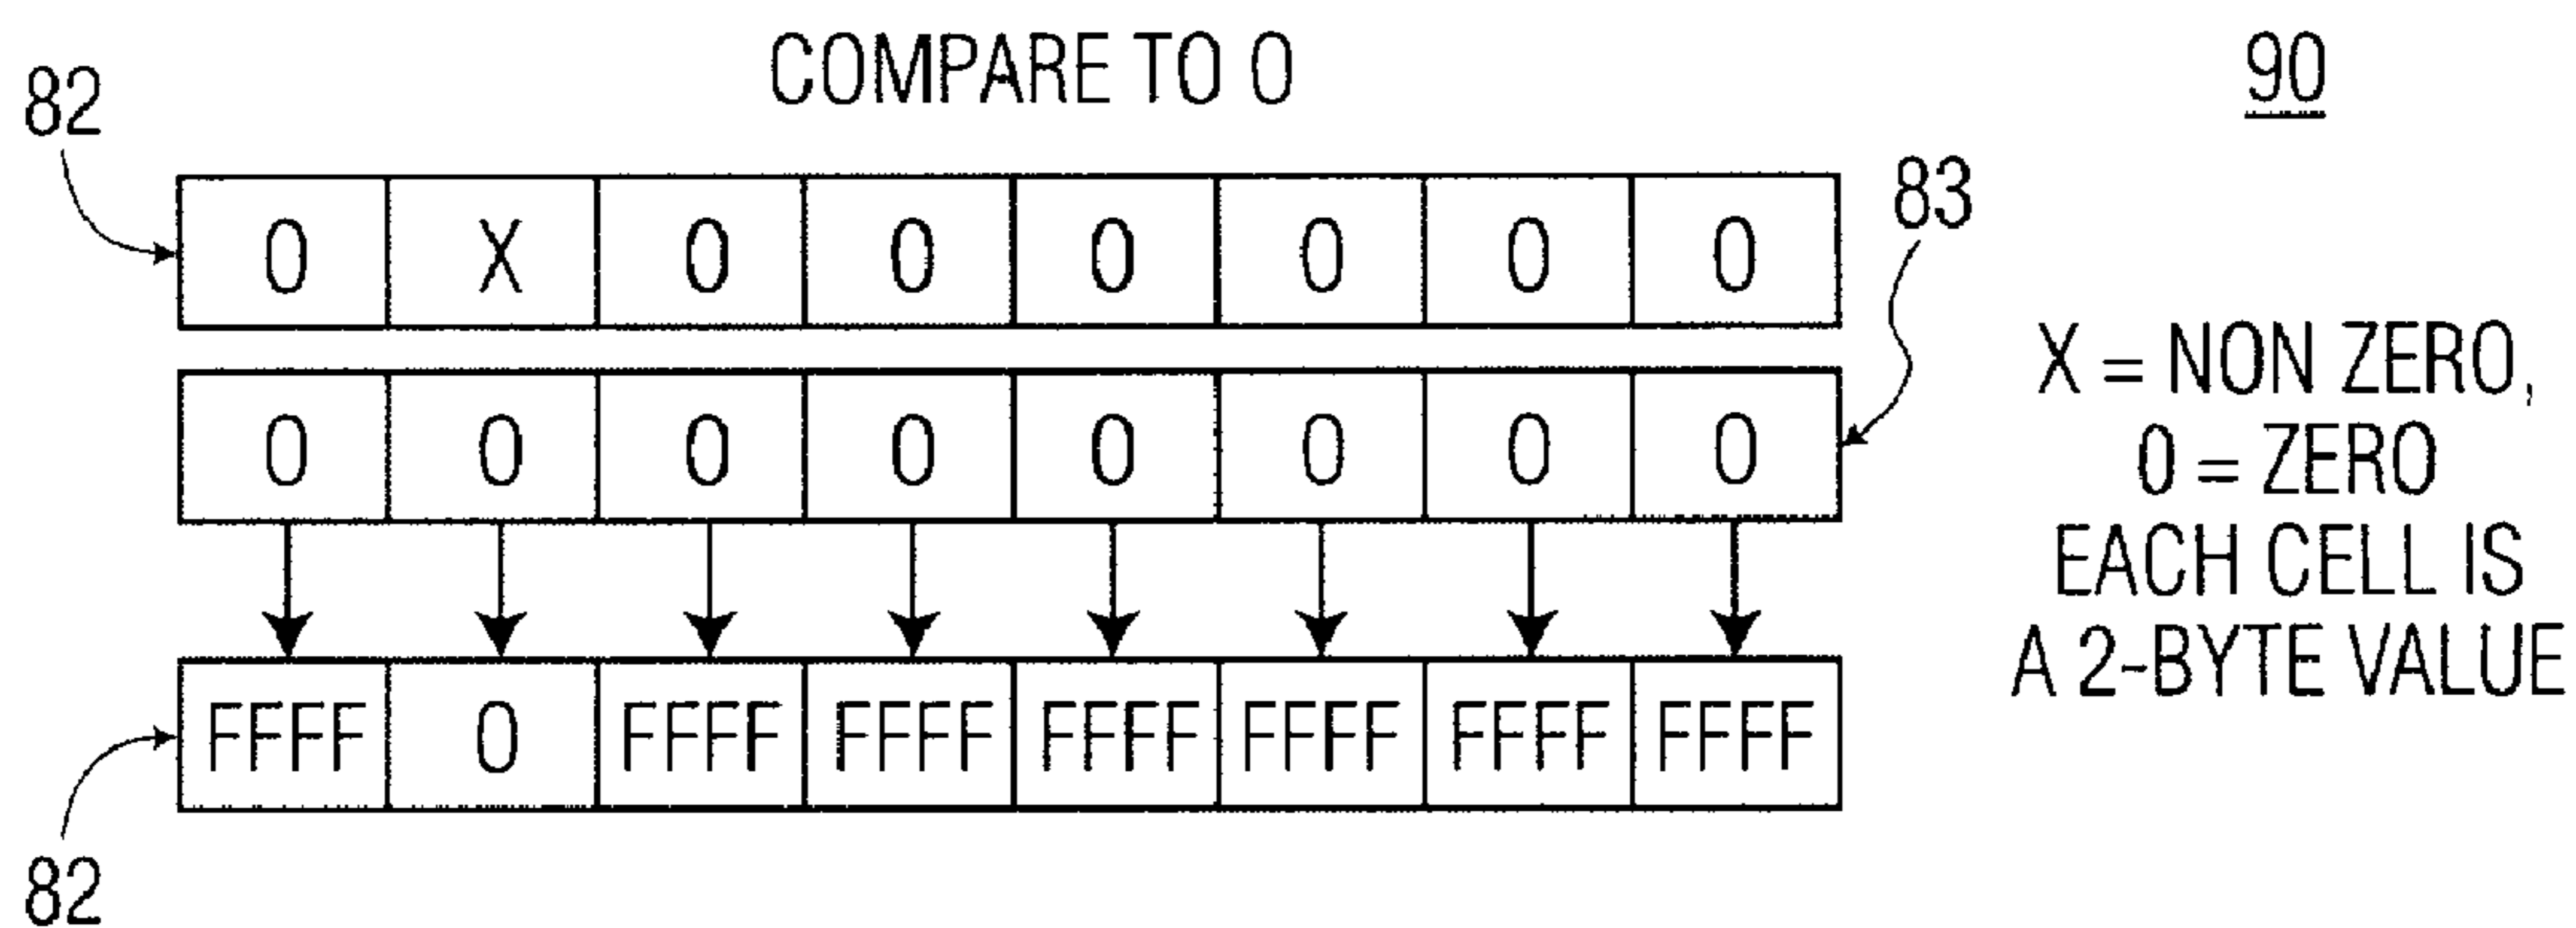 COMPARE TO 0
90
82
0 X 0 0 0 0 0 0
83
0 0 0 0 0 0 0 0
X = NON ZERO,
0 = ZERO
EACH CELL IS
A 2-BYTE VALUE
FFFF 0 FFFF FFFF FFFF FFFF FFFF FFFF
82